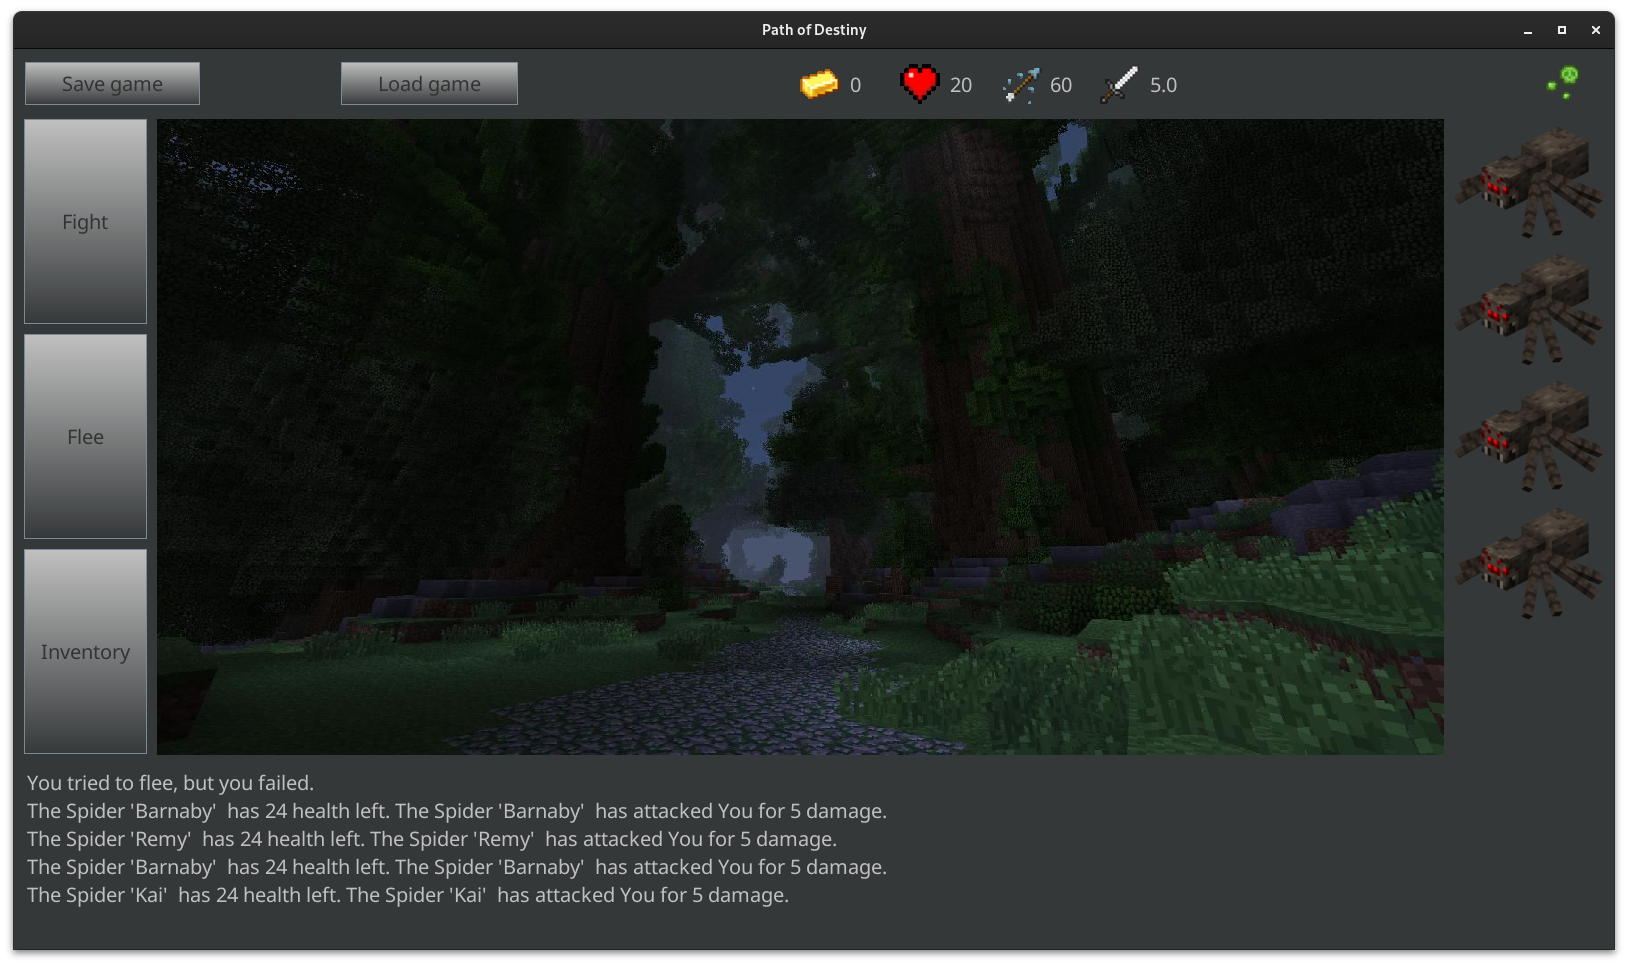 Path of Destiny
Save game
Load game
0
20
60
5.0
Fight
Flee
Inventory
You tried to flee, but you failed.
The Spider 'Barnaby'  has 24 health left. The Spider 'Barnaby'  has attacked You for 5 damage.
The Spider 'Remy'  has 24 health left. The Spider 'Remy'  has attacked You for 5 damage.
The Spider 'Barnaby'  has 24 health left. The Spider 'Barnaby'  has attacked You for 5 damage.
The Spider 'Kai'  has 24 health left. The Spider 'Kai'  has attacked You for 5 damage.